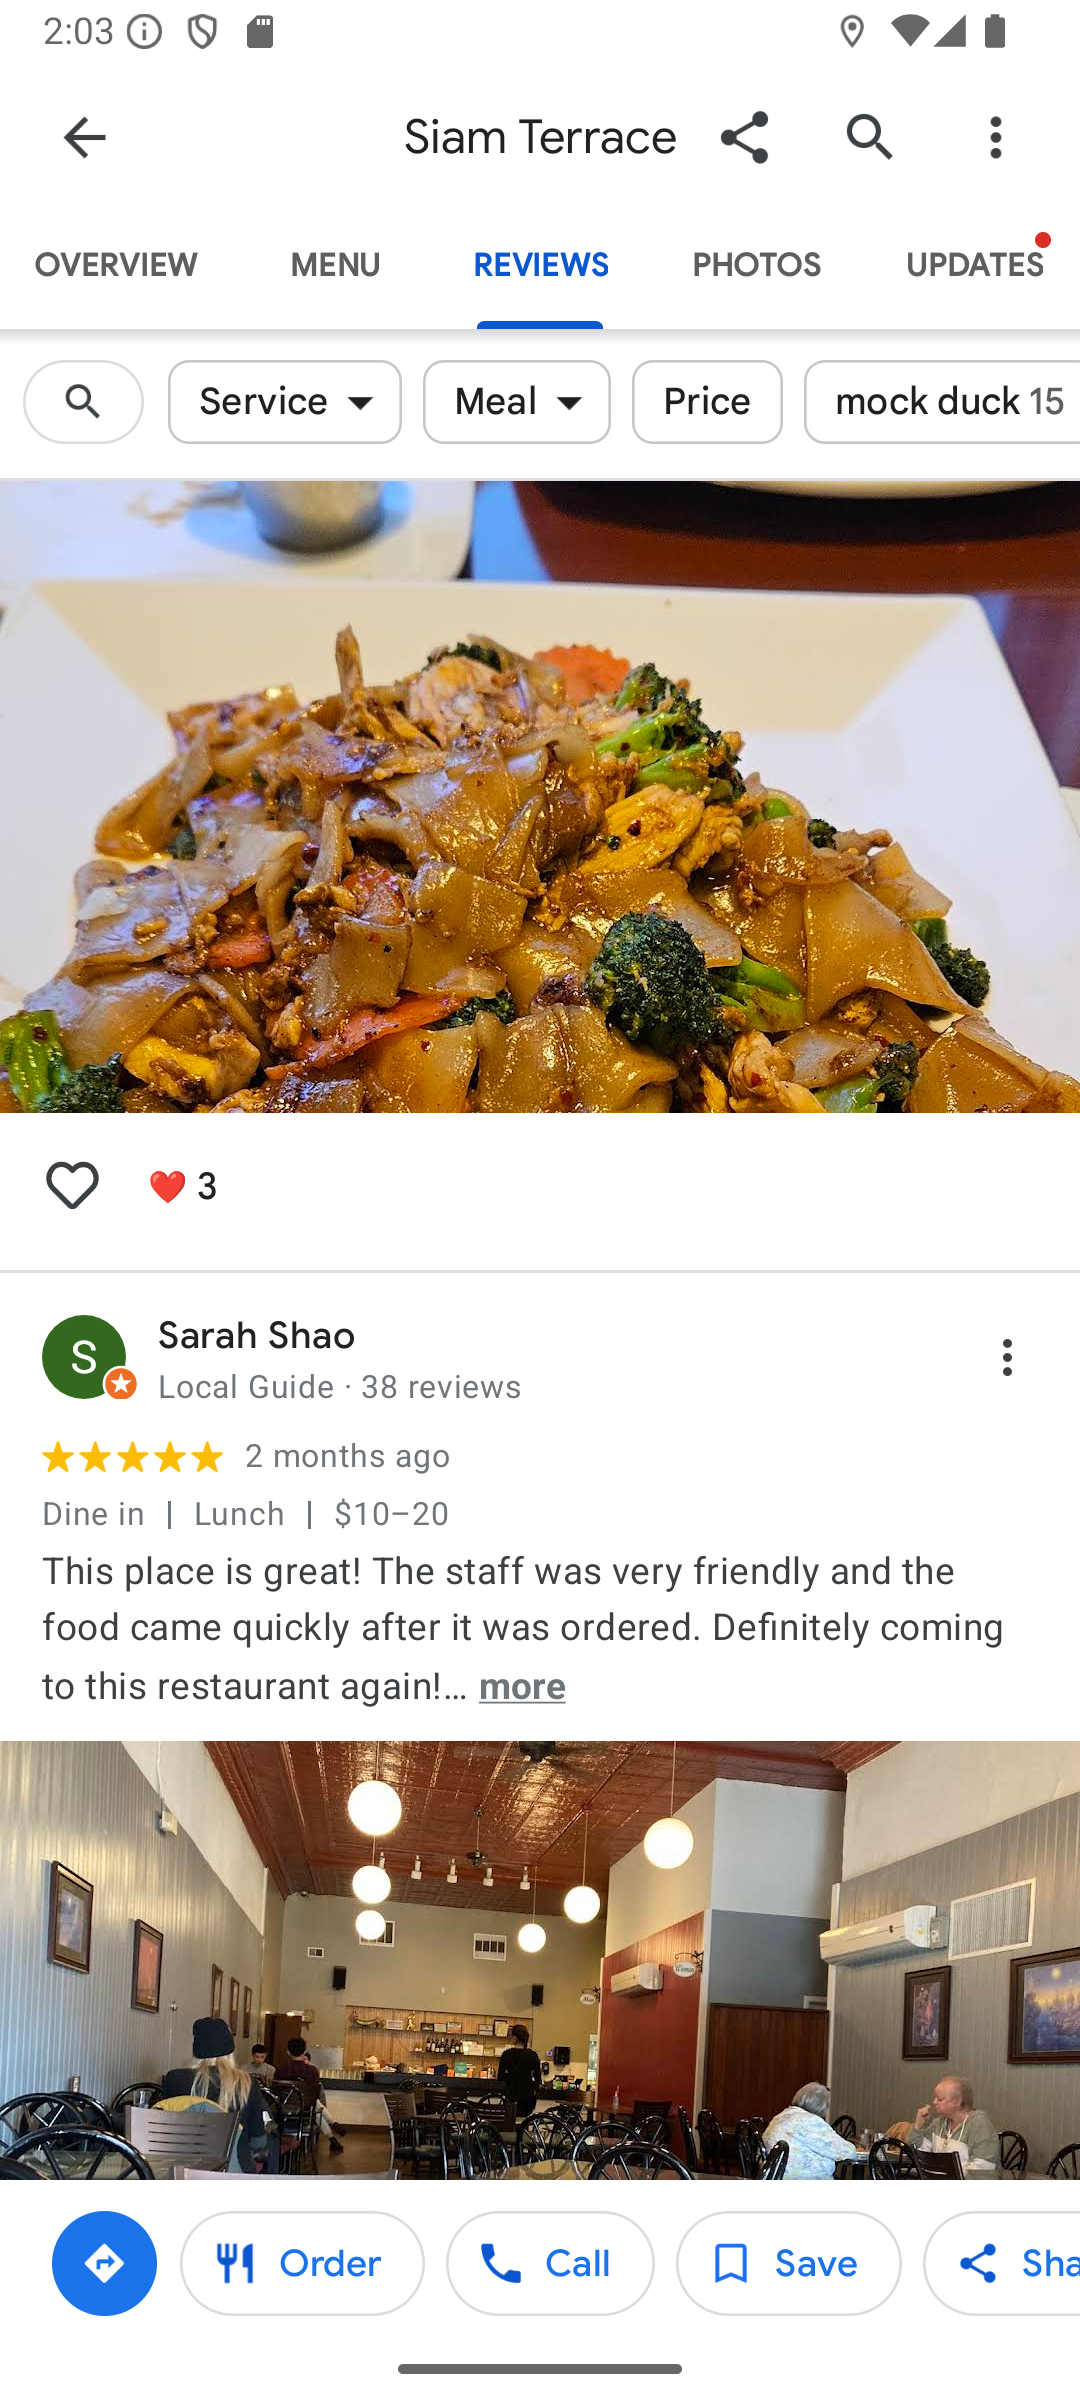 2:03
Siam Terrace
OVERVIEW MENU REVIEWS PHOTOS UPDATES
Service Meal Price mock duck 15
❤️ 3
S
Sarah Shao
Local Guide · 38 reviews
2 months ago
Dine in | Lunch | $10–20
This place is great! The staff was very friendly and the
food came quickly after it was ordered. Definitely coming
to this restaurant again!... more
Order Call Save Sha